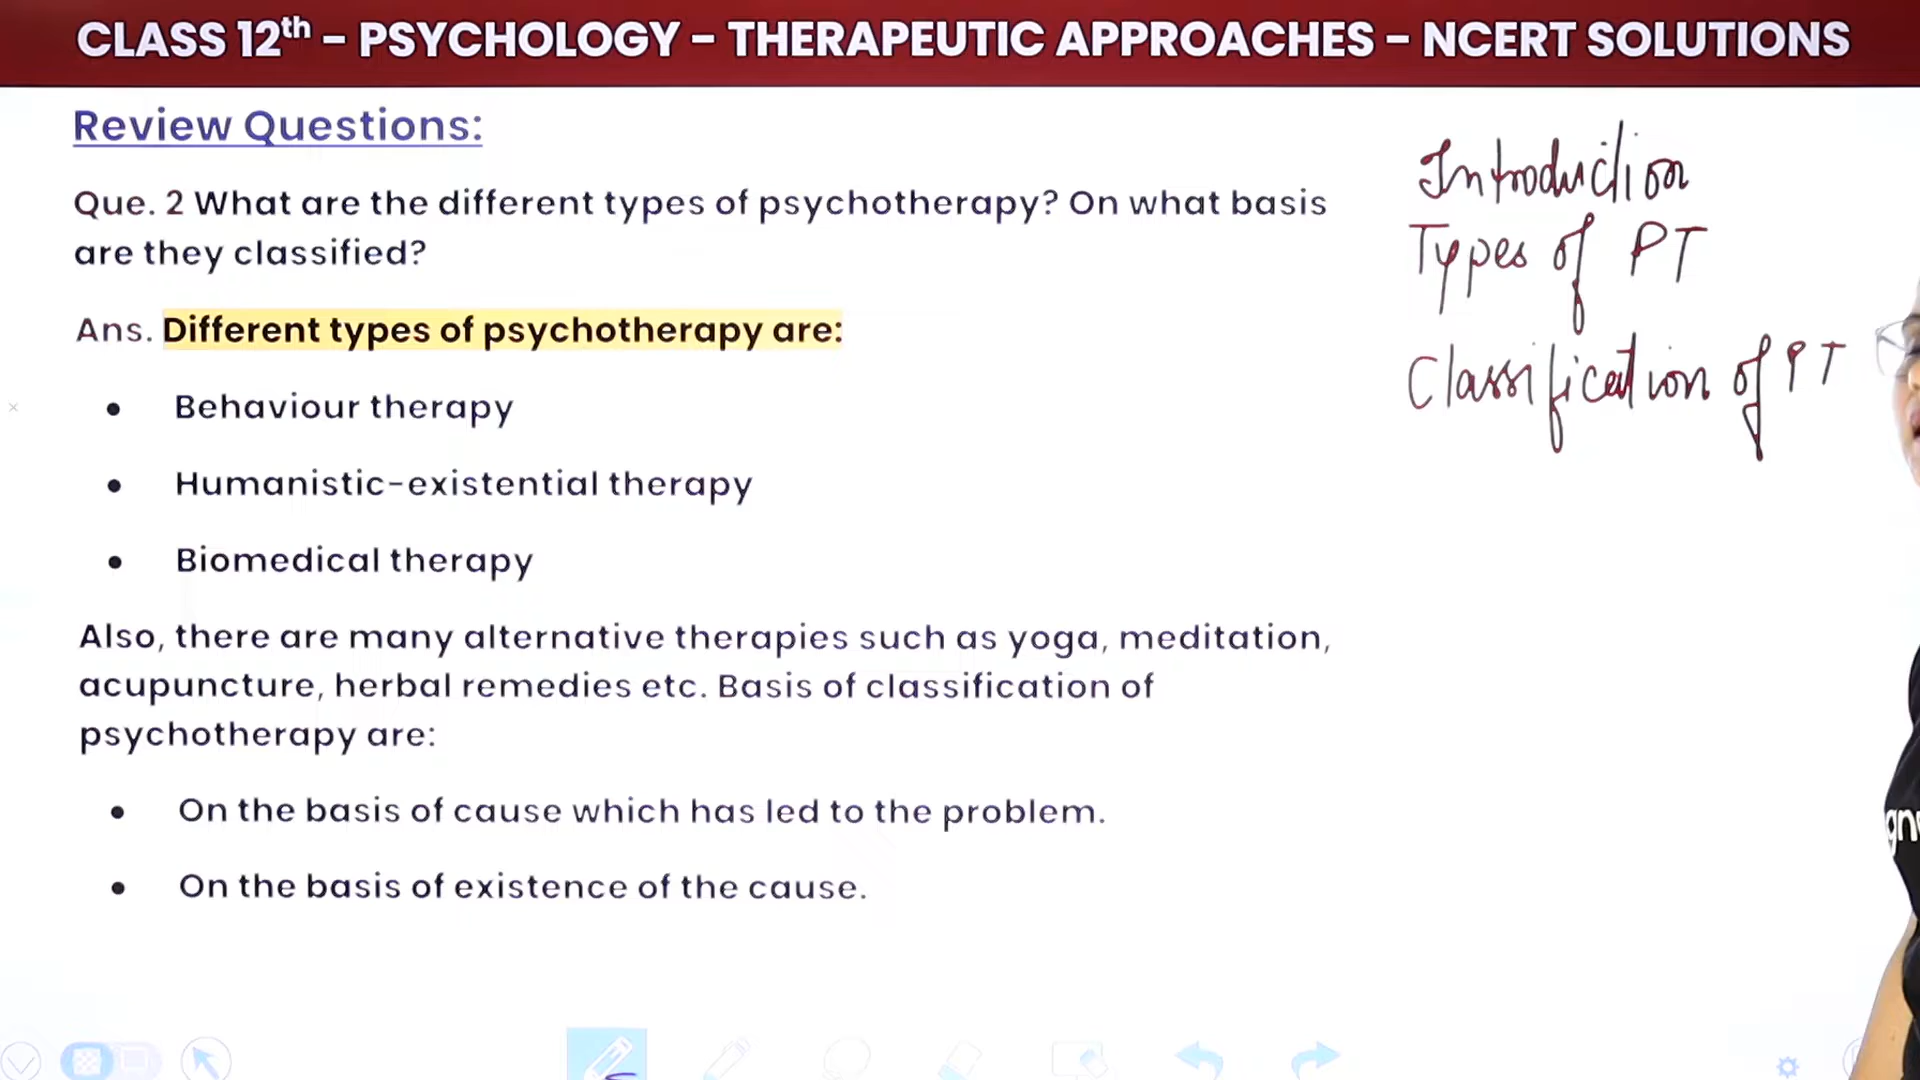 CLASS 12th – PSYCHOLOGY – THERAPEUTIC APPROACHES – NCERT SOLUTIONS
Review Questions:
Que. 2 What are the different types of psychotherapy? On what basis
are they classified?
Ans. Different types of psychotherapy are:
• Behaviour therapy
• Humanistic-existential therapy
• Biomedical therapy
Also, there are many alternative therapies such as yoga, meditation,
acupuncture, herbal remedies etc. Basis of classification of
psychotherapy are:
• On the basis of cause which has led to the problem.
• On the basis of existence of the cause.
Introduction
Types of PT
Classification of PT